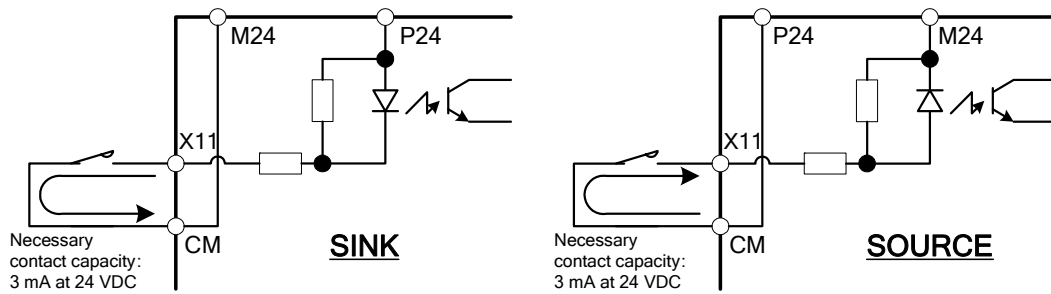 M24
P24
X11
CM
Necessary
contact capacity:
3 mA at 24 VDC
SINK
P24
M24
X11
CM
Necessary
contact capacity:
3 mA at 24 VDC
SOURCE